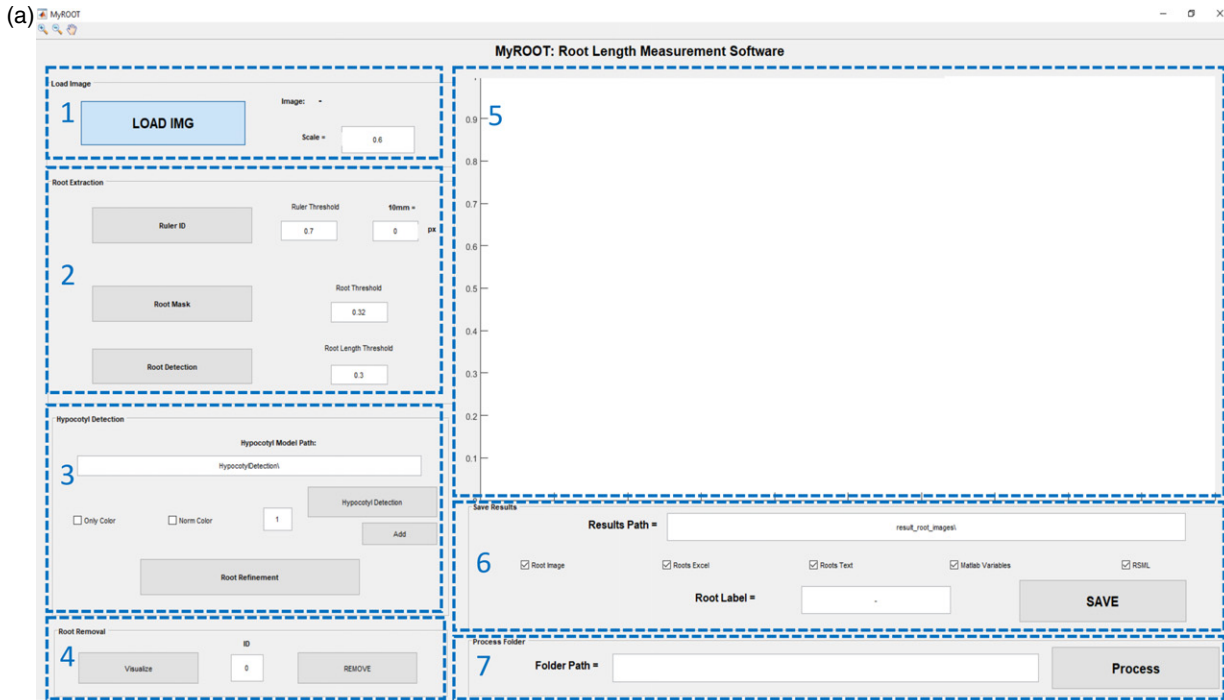 (a)
MyROOT
MyROOT: Root Length Measurement Software
Load Image
1
LOAD IMG
Image: -
Scale =
0.6
Root Extraction
2
Ruler ID
Ruler Threshold
0.7
10mm =
0
px
Root Mask
Root Threshold
0.32
Root Detection
Root Length Threshold
0.3
Hypocotyl Detection
3
Hypocotyl Model Path:
HypocotylDetection\
Only Color
Norm Color
1
Hypocotyl Detection
Add
Root Refinement
Root Removal
4
Visualize
ID
0
REMOVE
5
0.9
0.8
0.7
0.6
0.5
0.4
0.3
0.2
0.1
Save Results
6
Results Path =
result_root_images\
Root Image
Roots Excel
Roots Text
Matlab Variables
RSML
Root Label =
-
SAVE
Process Folder
7
Folder Path =
Process